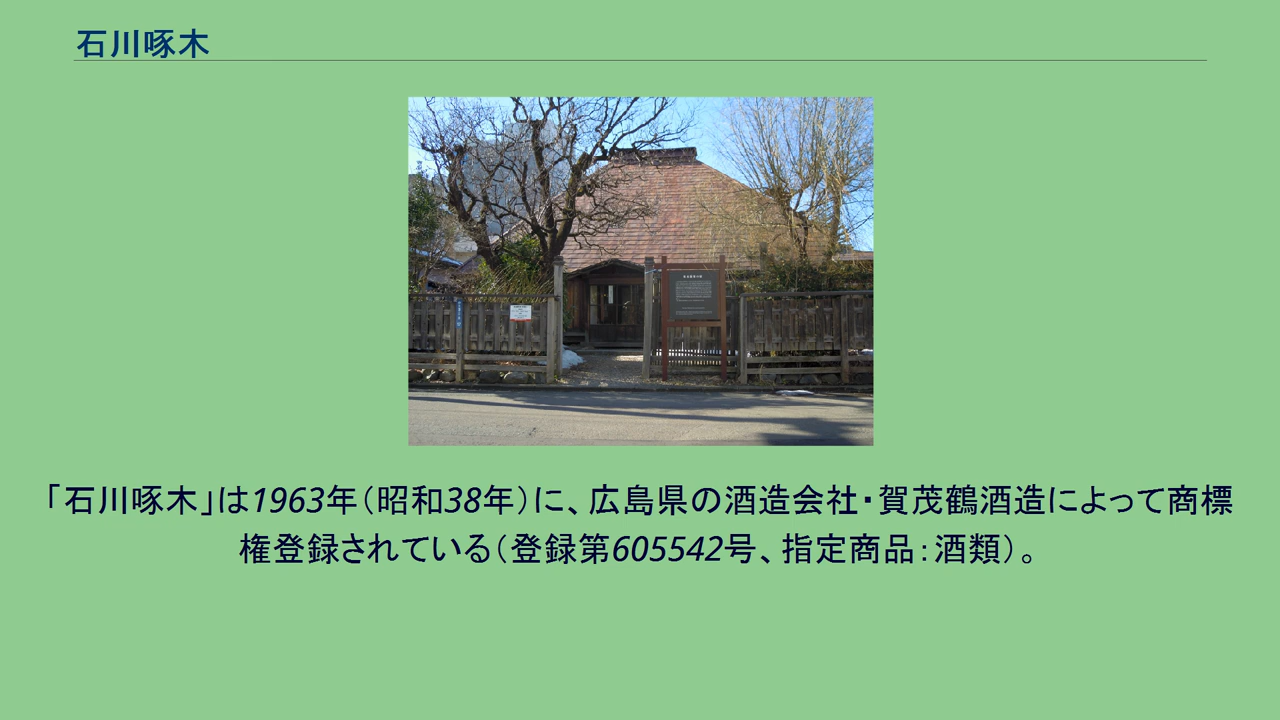 石川啄木
「石川啄木」は1963年（昭和38年）に、広島県の酒造会社・賀茂鶴酒造によって商標
権登録されている（登録第605542号、指定商品：酒類）。